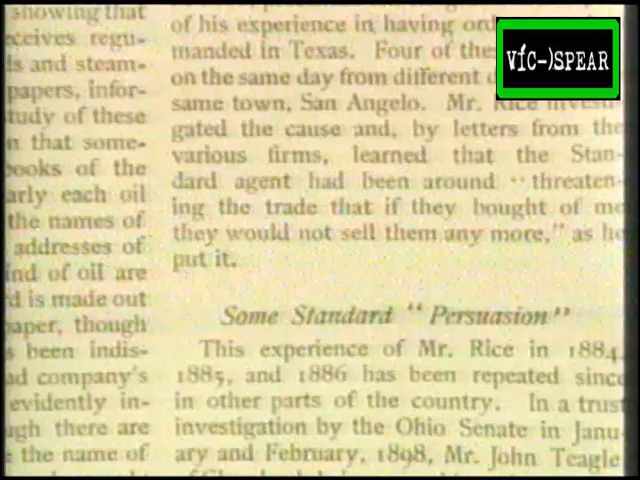 showing that
eceives regu-
ls and steam-
papers, infor-
study of these
n that some-
books of the
arly each oil
the names of
addresses of
ind of oil are
d is made out
paper, though
s been indis-
ad company's
evidently in-
ugh there are
the name of
of his experience in having
manded in Texas. Four of
on the same day from different
same town, San Angelo. Mr. Rice investi-
gated the cause and, by letters from the
various firms, learned that the Stan-
dard agent had been around "threaten-
ing the trade that if they bought of me
they would not sell them any more," as he
put it.
Some Standard "Persuasion"
This experience of Mr. Rice in 1884,
1885, and 1886 has been repeated since
in other parts of the country. In a trust
investigation by the Ohio Senate in Janu-
ary and February, 1898, Mr. John Teagle
VIC-)SPEAR